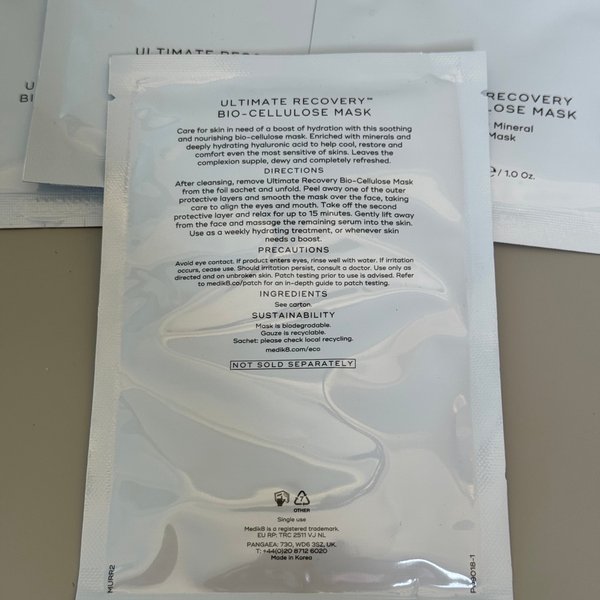 ULTIMATE
RECOVERY
LOSE MASK
Mineral
Mask
℮/ 1.0 Oz.
ULTIMATE RECOVERY™
BIO-CELLULOSE MASK
Care for skin in need of a boost of hydration with this soothing
and nourishing bio-cellulose mask. Enriched with minerals and
deeply hydrating hyaluronic acid to help cool, restore and
comfort even the most sensitive of skins. Leaves the
complexion supple, dewy and completely refreshed.
DIRECTIONS
After cleansing, remove Ultimate Recovery Bio-Cellulose Mask
from the foil sachet and unfold. Peel away one of the outer
protective layers and smooth the mask over the face, taking
care to align the eyes and mouth. Take off the second
protective layer and relax for up to 15 minutes. Gently lift away
from the face and massage the remaining serum into the skin.
Use as a weekly hydrating treatment, or whenever skin
needs a boost.
PRECAUTIONS
Avoid eye contact. If product enters eyes, rinse well with water. If irritation
occurs, cease use. Should irritation persist, consult a doctor. Use only as
directed and on unbroken skin. Patch testing prior to use is advised. Refer
to medik8.co/patch for an in-depth guide to patch testing.
INGREDIENTS
See carton.
SUSTAINABILITY
Mask is biodegradable.
Gauze is recyclable.
Sachet: please check local recycling.
medik8.com/eco
NOT SOLD SEPARATELY
7
OTHER
Single use
Medik8 is a registered trademark.
EU RP: TRC 2511 VJ NL
PANGAEA: 730, WD6 3SZ, UK.
T: +44(0)20 8712 6020
Made in Korea
MURR2